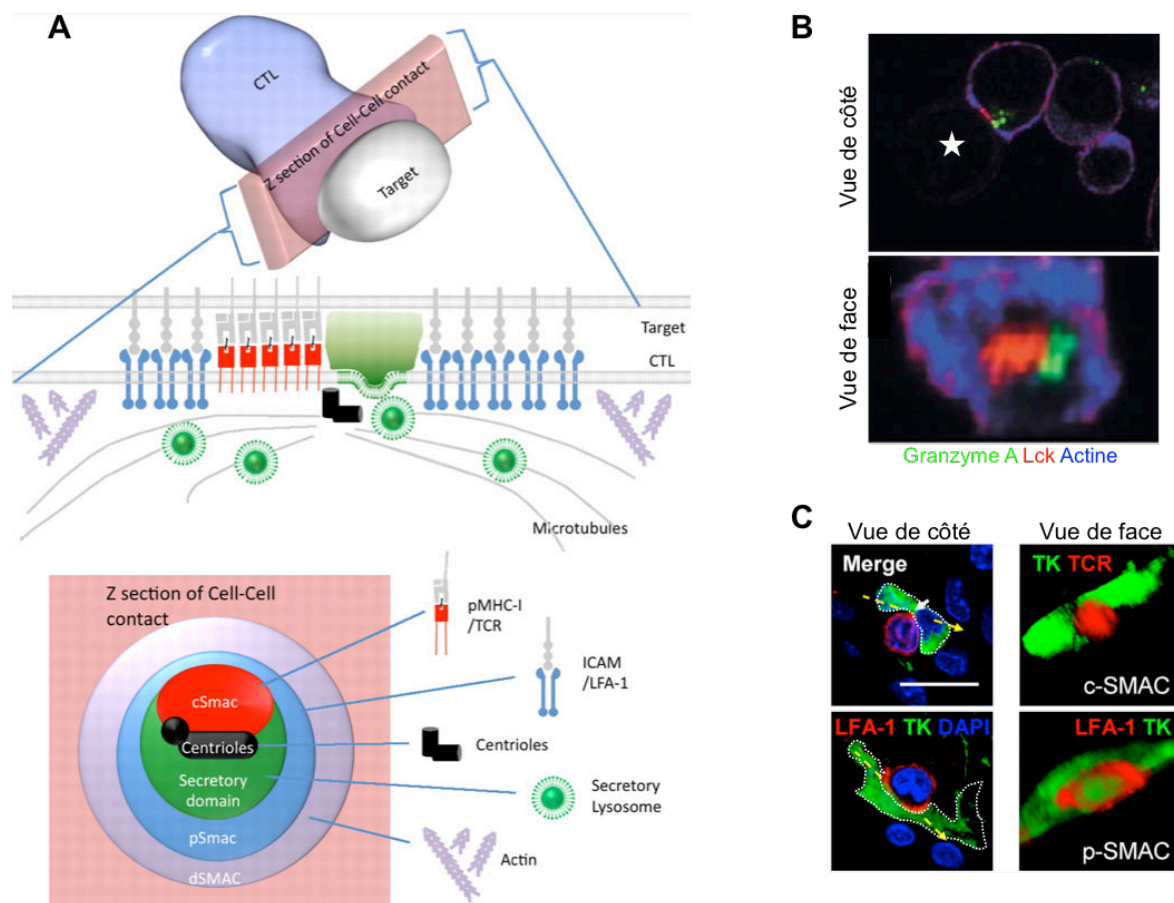 A
CTL
Z section of Cell-Cell contact
Target
Target
CTL
Microtubules
Z section of Cell-Cell
contact
cSmac
Centrioles
Secretory
domain
pSmac
dSMAC
pMHC-I
/TCR
ICAM
/LFA-1
Centrioles
Secretory
Lysosome
Actin
B
Vue de côté
Vue de face
Granzyme A Lck Actine
C
Vue de côté
Vue de face
Merge
TK TCR
c-SMAC
LFA-1 TK DAPI
LFA-1 TK
p-SMAC